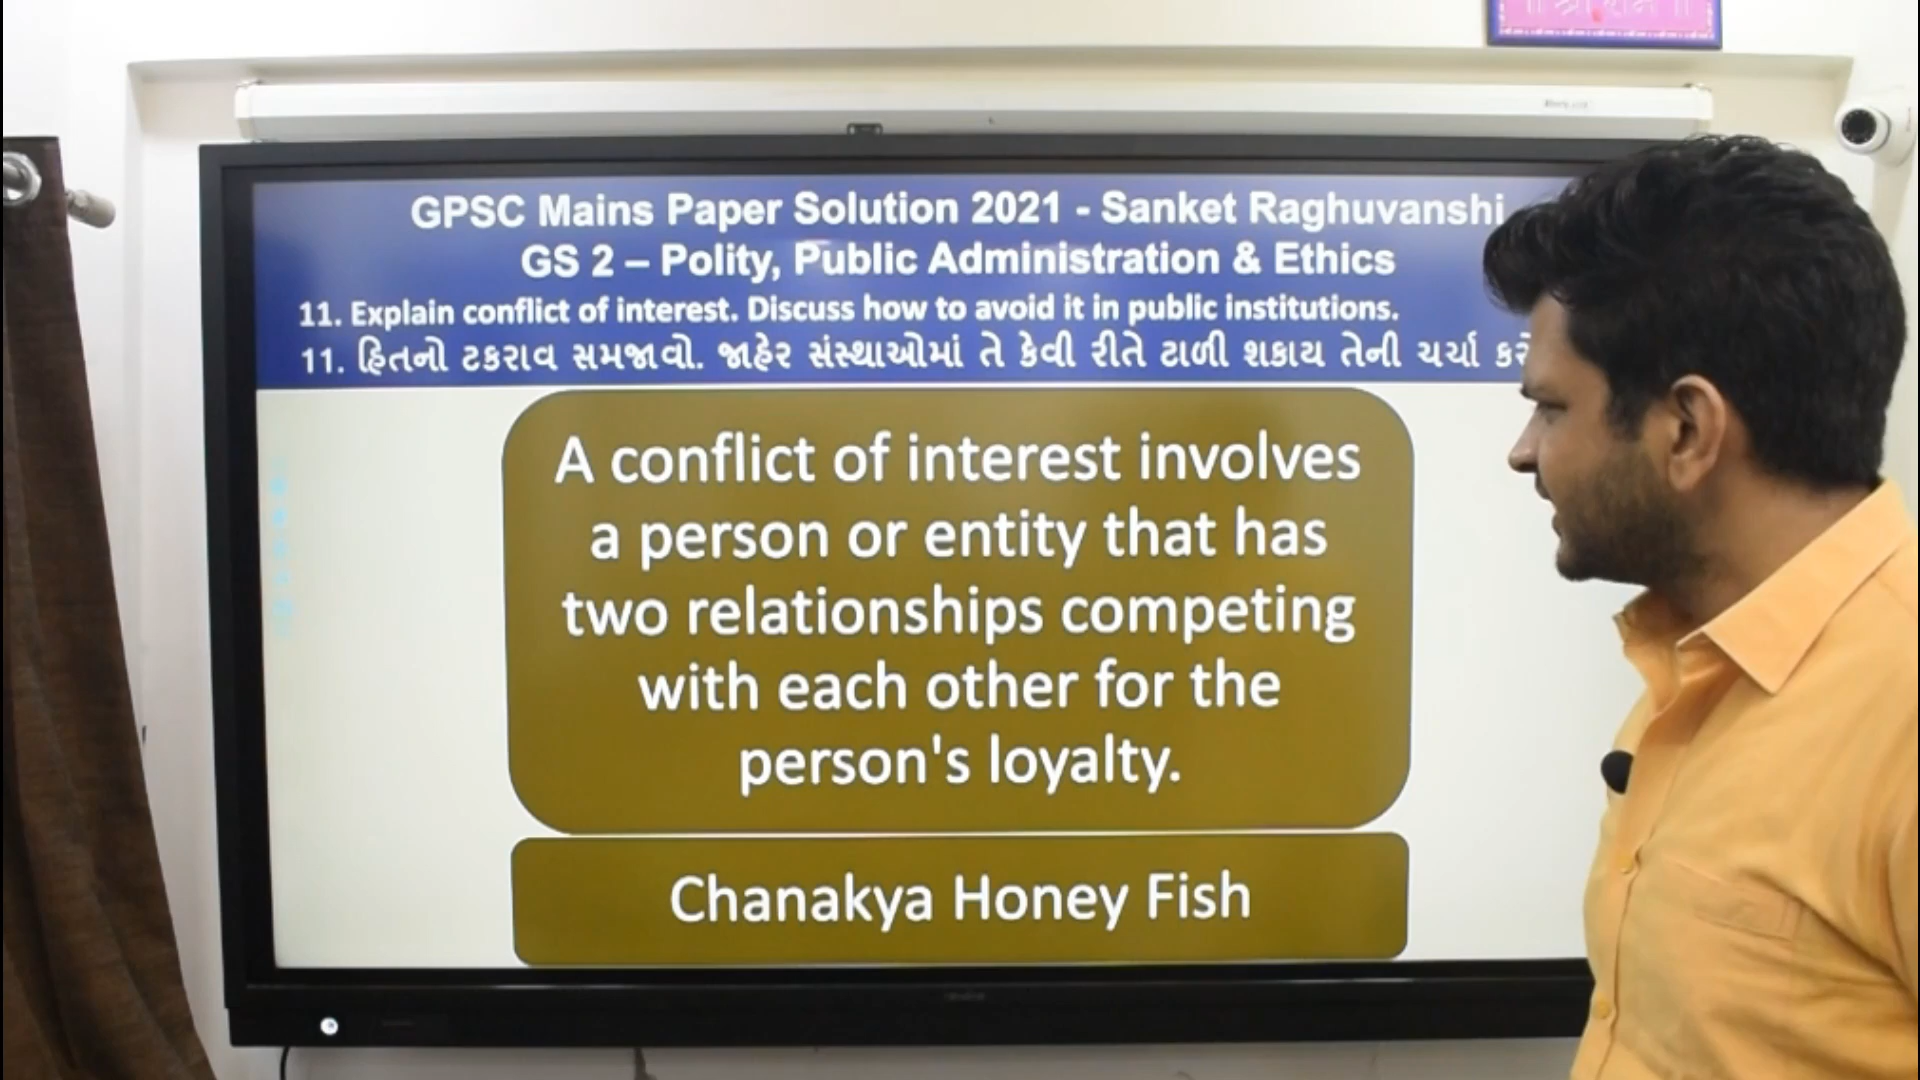 GPSC Mains Paper Solution 2021 - Sanket Raghuvanshi
GS 2 – Polity, Public Administration & Ethics
11. Explain conflict of interest. Discuss how to avoid it in public institutions.
11. હિતનો ટકરાવ સમજાવો. જાહેર સંસ્થાઓમાં તે કેવી રીતે ટાળી શકાય તેની ચર્ચા
A conflict of interest involves
a person or entity that has
two relationships competing
with each other for the
person's loyalty.
Chanakya Honey Fish